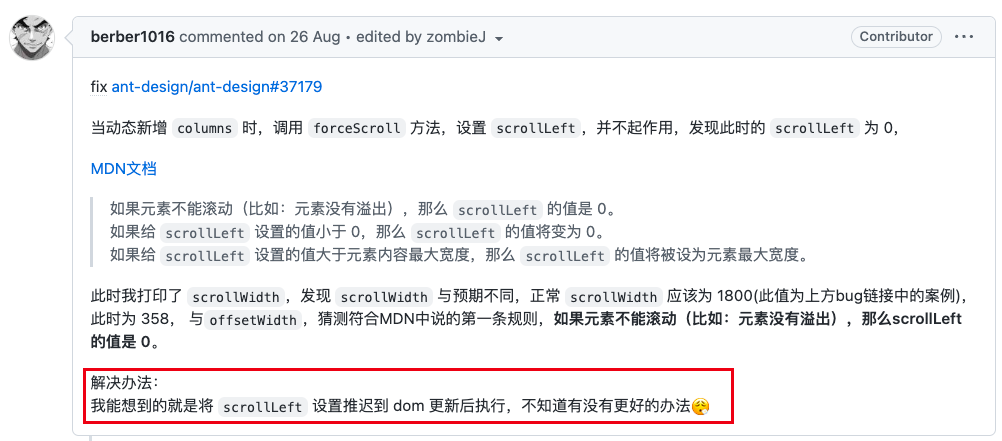 berber1016 commented on 26 Aug • edited by zombieJ
Contributor
fix ant-design/ant-design#37179
当动态新增 columns 时，调用 forceScroll 方法，设置 scrollLeft，并不起作用，发现此时的 scrollLeft 为 0，
MDN文档
如果元素不能滚动（比如：元素没有溢出），那么 scrollLeft 的值是 0。
如果给 scrollLeft 设置的值小于 0，那么 scrollLeft 的值将变为 0。
如果给 scrollLeft 设置的值大于元素内容最大宽度，那么 scrollLeft 的值将被设为元素最大宽度。
此时我打印了 scrollWidth，发现 scrollWidth 与预期不同，正常 scrollWidth 应该为 1800(此值为上方bug链接中的案例)，
此时为 358， 与offsetWidth，猜测符合MDN中说的第一条规则，如果元素不能滚动（比如：元素没有溢出），那么scrollLeft
的值是 0。
解决办法：
我能想到的就是将 scrollLeft 设置推迟到 dom 更新后执行，不知道有没有更好的办法😮‍💨